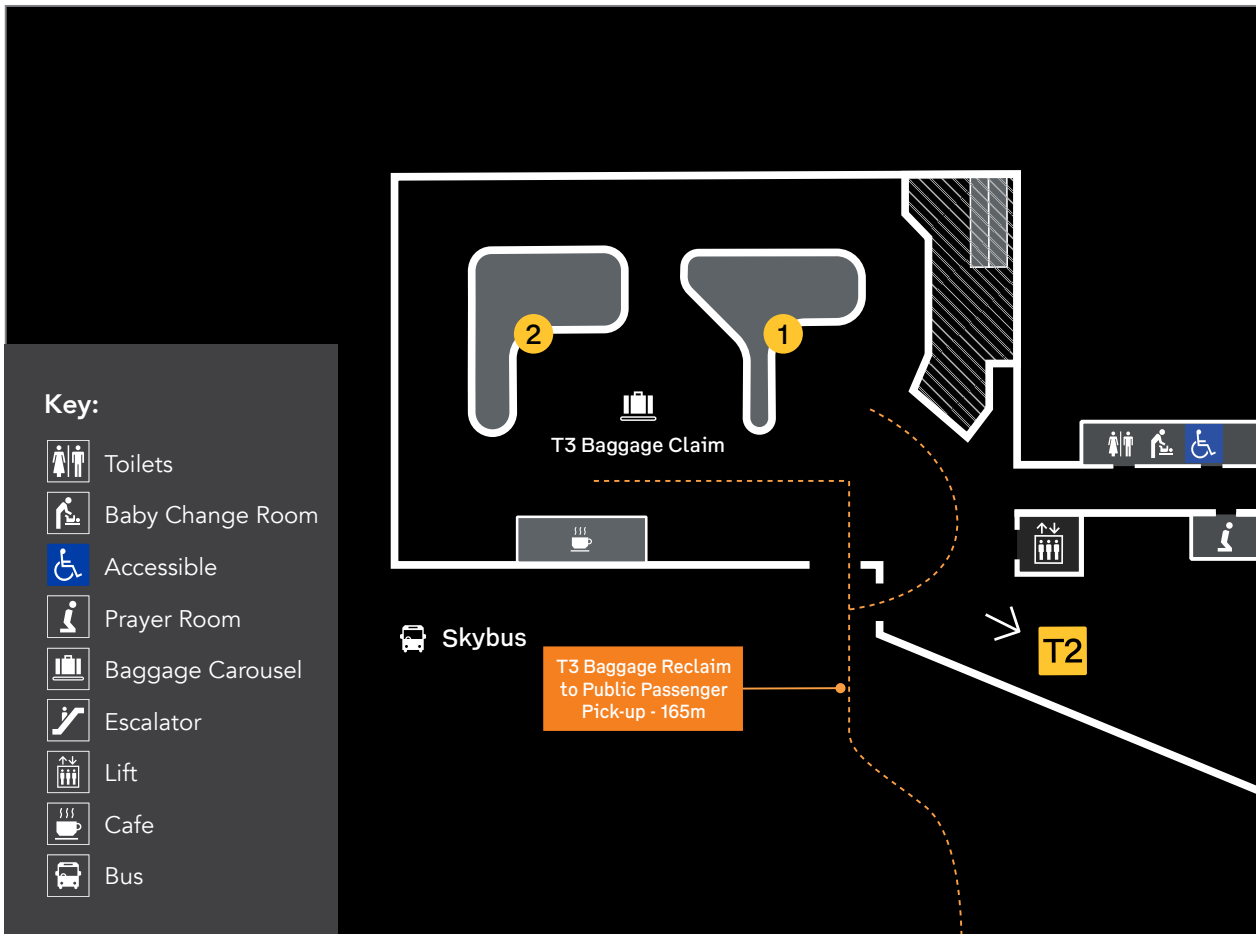 2
1
T3 Baggage Claim
Key:
Toilets
Baby Change Room
Accessible
Prayer Room
Baggage Carousel
Escalator
Lift
Cafe
Bus
Skybus
T2
T3 Baggage Reclaim
to Public Passenger
Pick-up - 165m